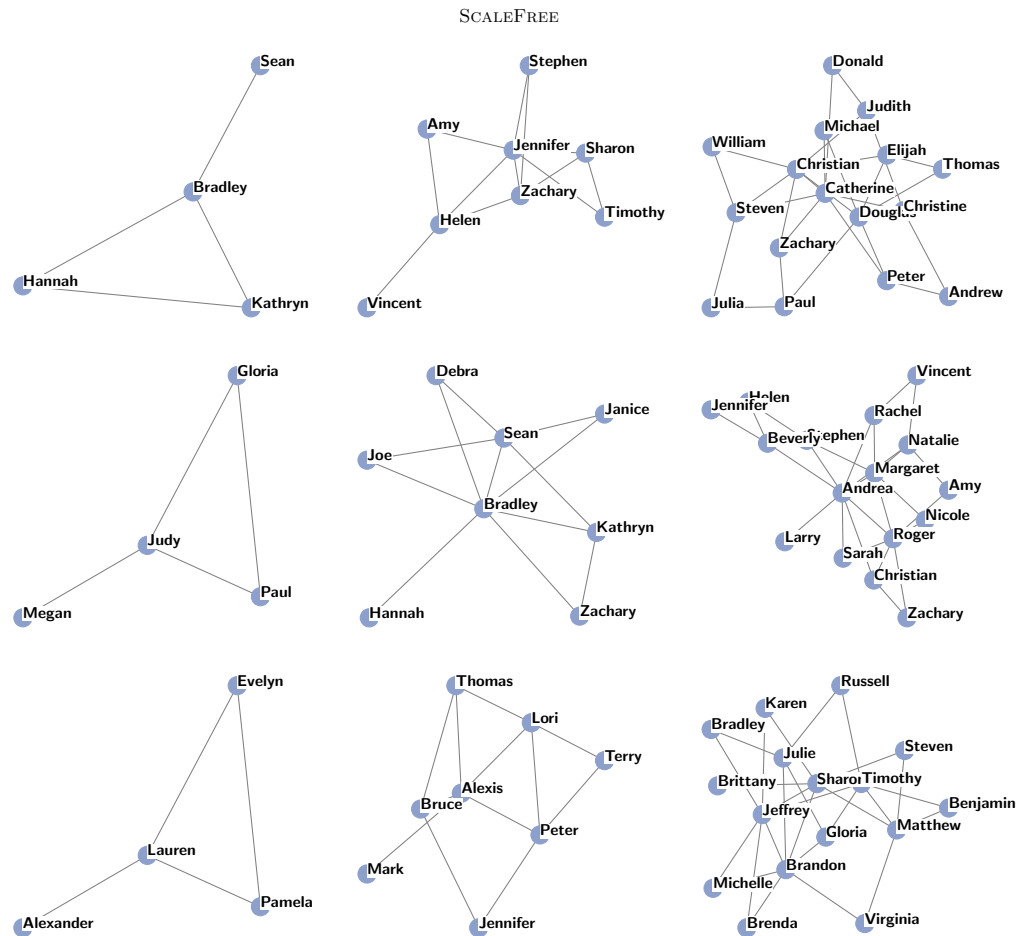 SCALEFREE
Sean
Bradley
Hannah
Kathryn
Stephen
Amy
Jennifer
Sharon
Zachary
Timothy
Helen
Vincent
Donald
Judith
Michael
William
Elijah
Christian
Thomas
Catherine
Steven
Douglas
Christine
Zachary
Peter
Andrew
Julia
Paul
Gloria
Judy
Paul
Megan
Debra
Janice
Sean
Joe
Bradley
Kathryn
Hannah
Zachary
Vincent
Helen
Jennifer
Rachel
Beverly
Stephen
Natalie
Margaret
Andrea
Amy
Nicole
Larry
Roger
Sarah
Christian
Zachary
Evelyn
Lauren
Pamela
Alexander
Thomas
Lori
Terry
Alexis
Bruce
Peter
Mark
Jennifer
Russell
Karen
Bradley
Steven
Julie
Brittany
Sharon
Timothy
Benjamin
Jeffrey
Matthew
Gloria
Brandon
Michelle
Brenda
Virginia